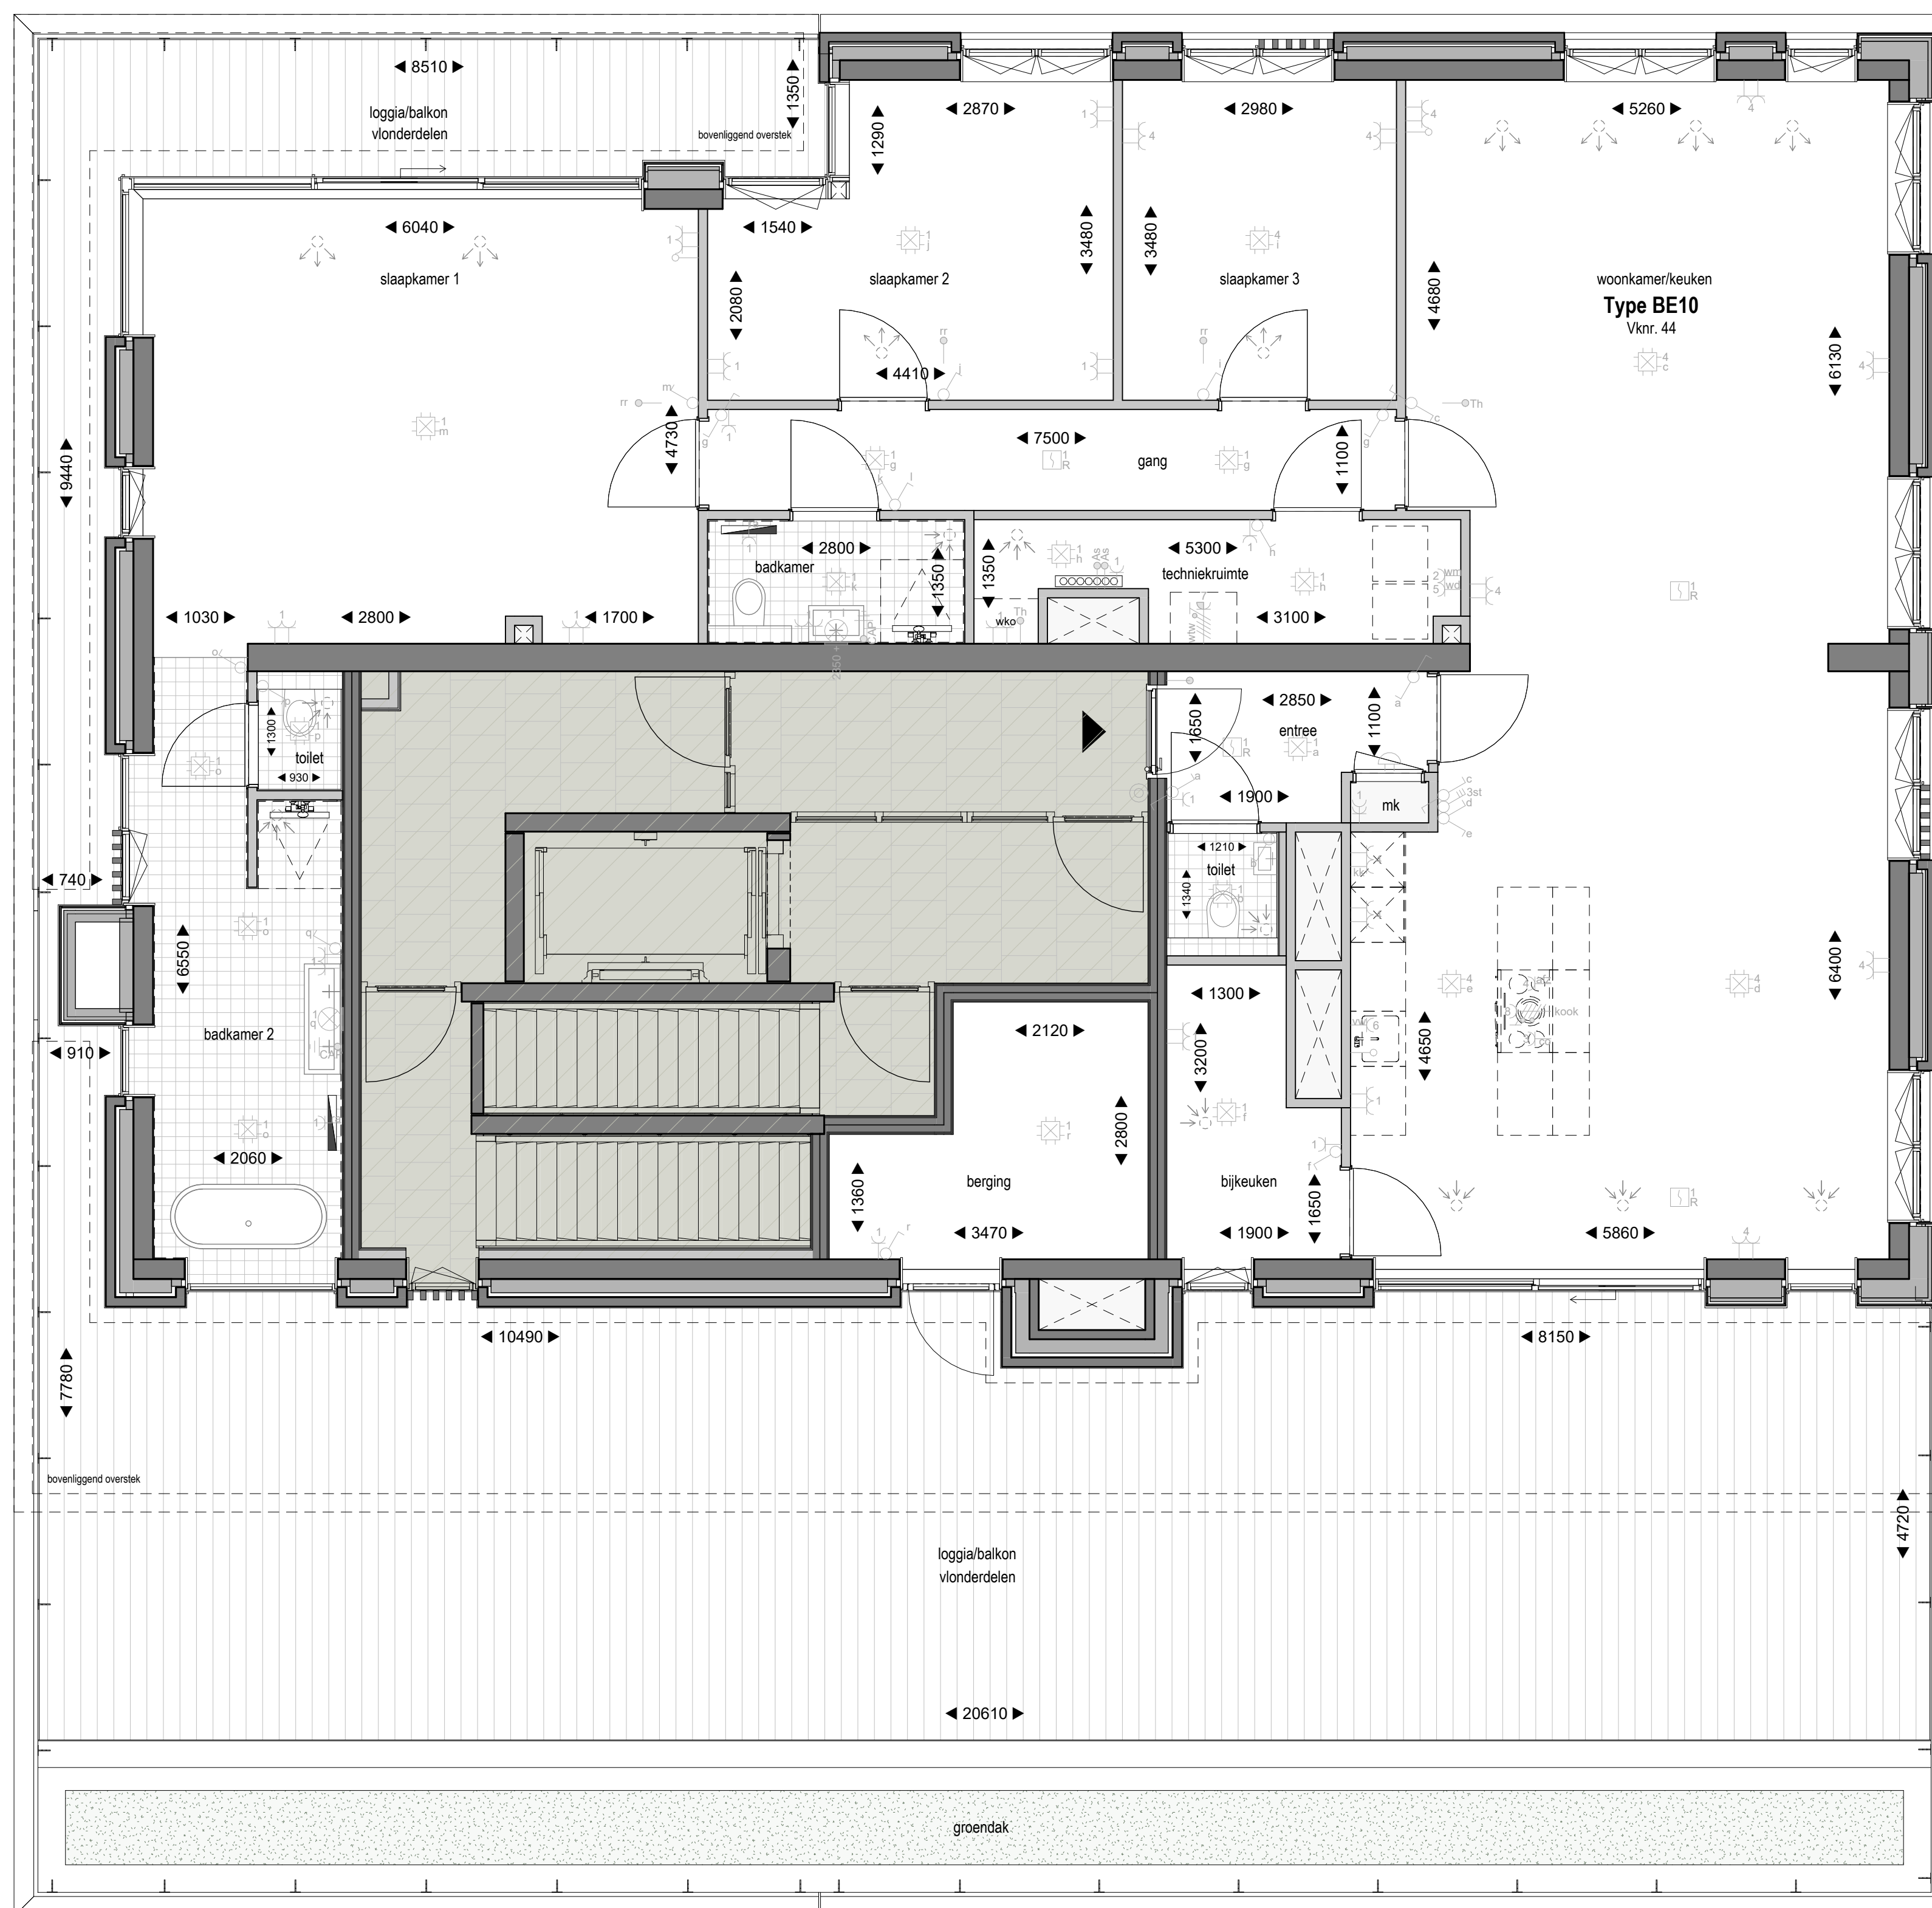 8510
loggia/balkon
vlonderdelen
1350
bovenliggend overstek
2870
1290
2980
5260
6040
1540
slaapkamer 1
slaapkamer 2
slaapkamer 3
2080
3480
3480
4680
woonkamer/keuken
Type BE10
Vknr. 44
6130
4410
4730
7500
gang
1100
9440
2800
badkamer
1350
1350
5300
techniekruimte
wko
3100
1030
2800
1700
1300
toilet
930
1650
2850
entree
1100
1900
mk
1210
toilet
1340
740
6550
badkamer 2
910
2060
1300
3200
2120
2800
berging
1360
3470
bijkeuken
1900
1650
4650
kook
6400
5860
10490
8150
7780
bovenliggend overstek
4720
loggia/balkon
vlonderdelen
20610
groendak